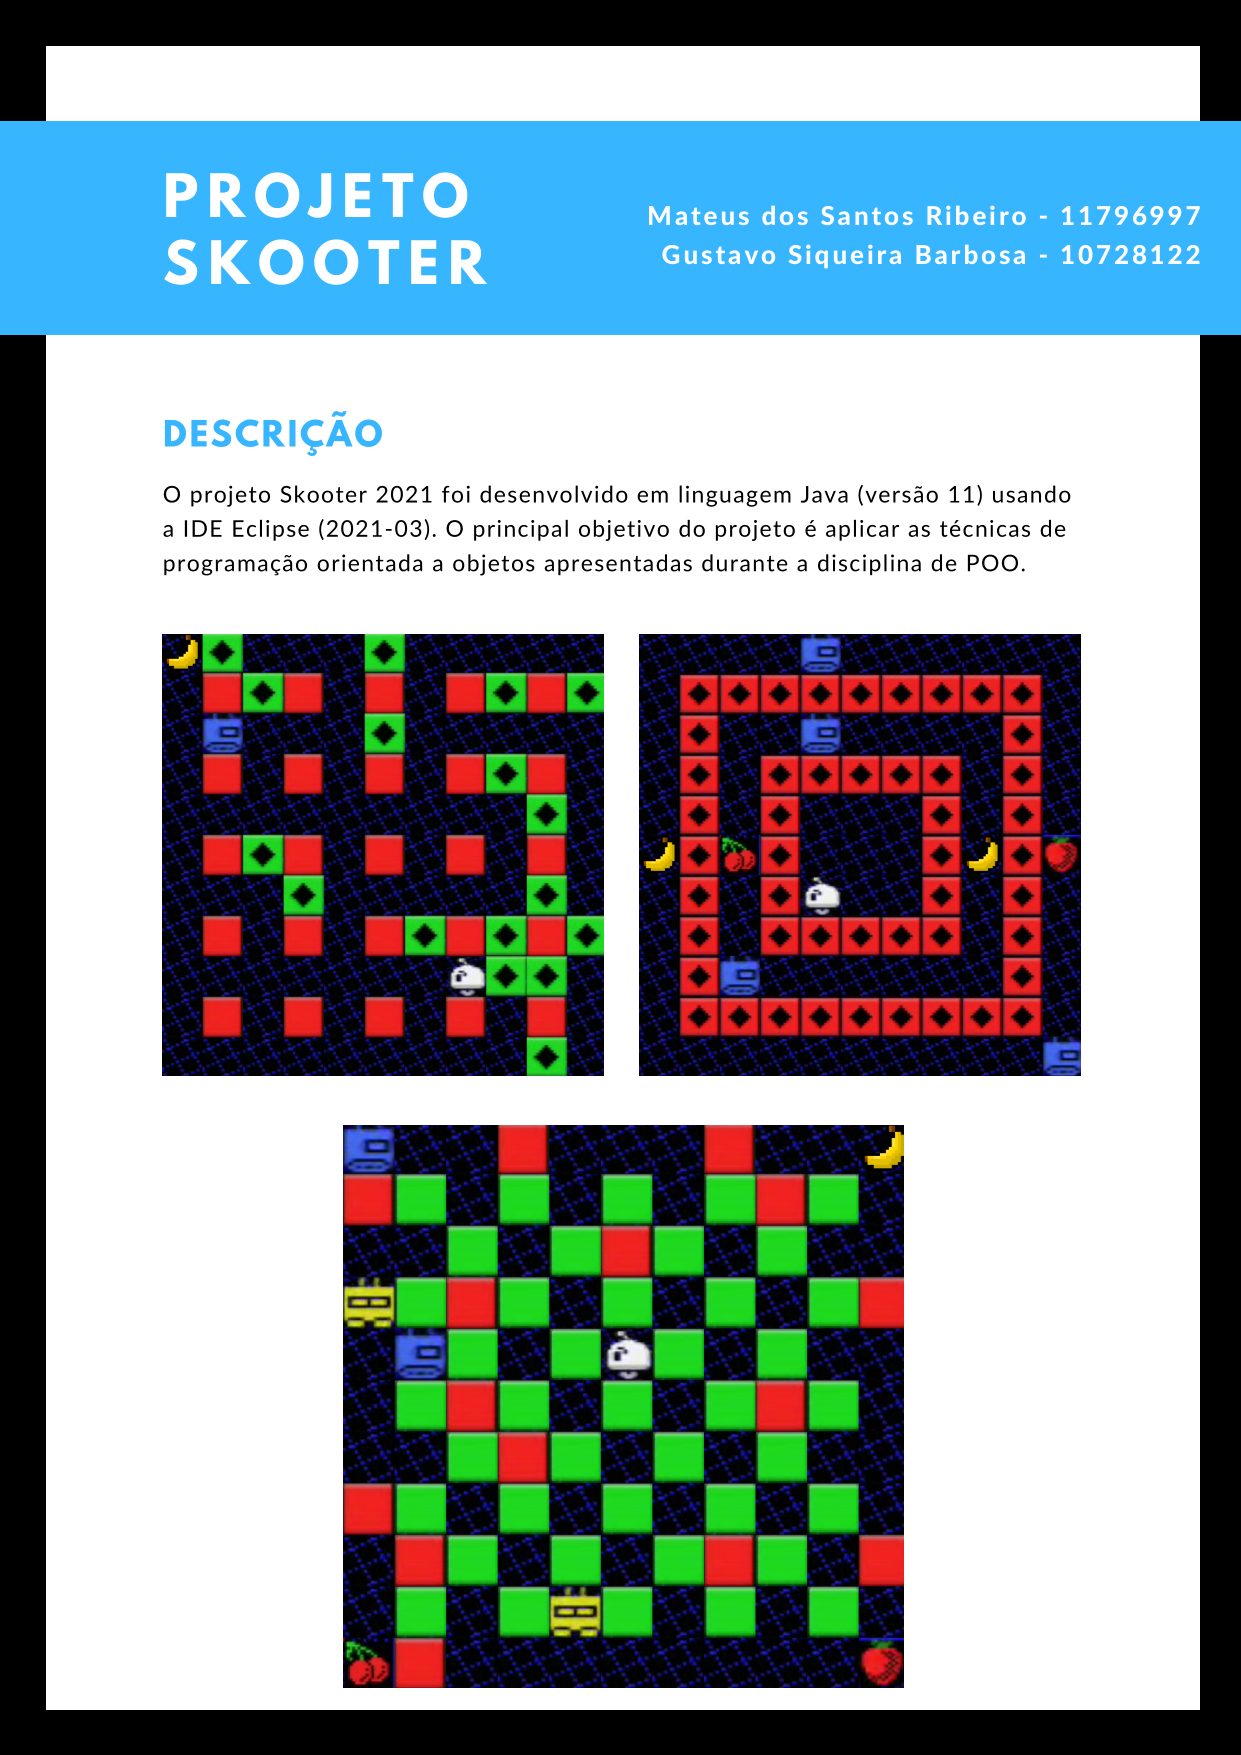 PROJETO
SKOOTER
Mateus dos Santos Ribeiro - 11796997
Gustavo Siqueira Barbosa - 10728122
DESCRIÇÃO
O projeto Skooter 2021 foi desenvolvido em linguagem Java (versão 11) usando
a IDE Eclipse (2021-03). O principal objetivo do projeto é aplicar as técnicas de
programação orientada a objetos apresentadas durante a disciplina de POO.